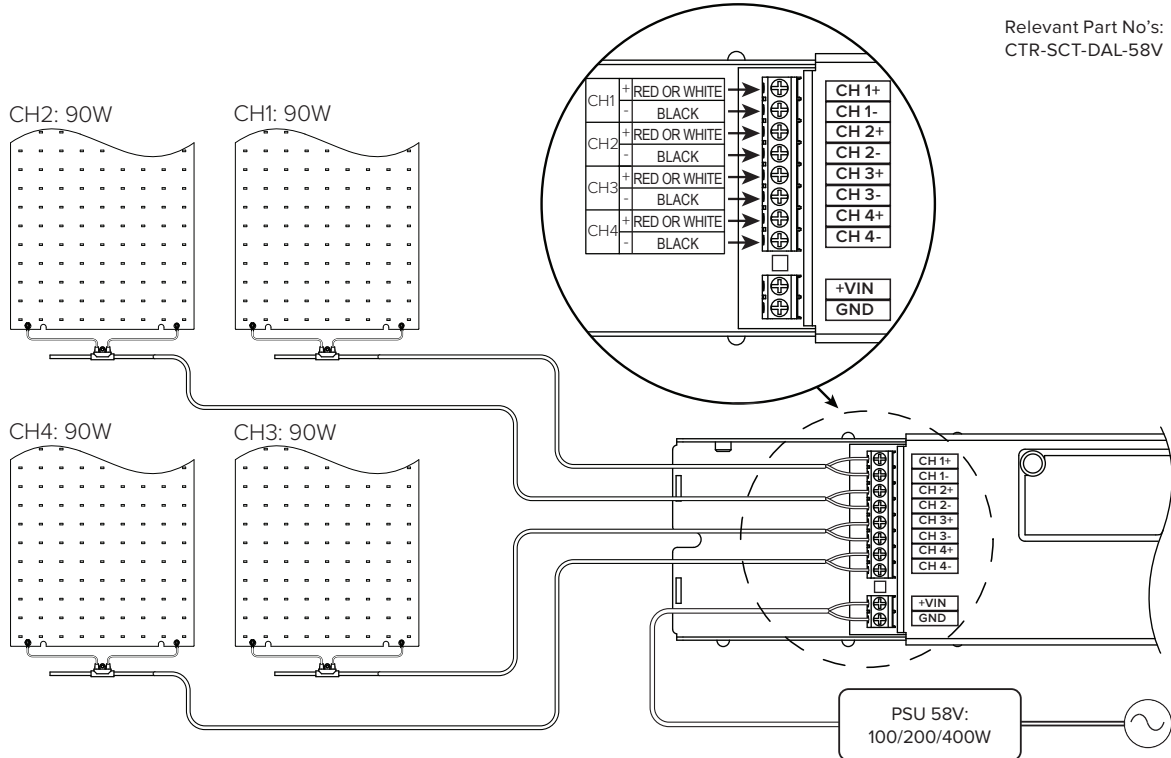 Relevant Part No's:
CTR-SCT-DAL-58V
CH2: 90W
CH1: 90W
CH1 + RED OR WHITE
- BLACK
CH2 + RED OR WHITE
- BLACK
CH3 + RED OR WHITE
- BLACK
CH4 + RED OR WHITE
- BLACK
CH 1+
CH 1-
CH 2+
CH 2-
CH 3+
CH 3-
CH 4+
CH 4-
+VIN
GND
CH4: 90W
CH3: 90W
CH 1+
CH 1-
CH 2+
CH 2-
CH 3+
CH 3-
CH 4+
CH 4-
+VIN
GND
PSU 58V:
100/200/400W